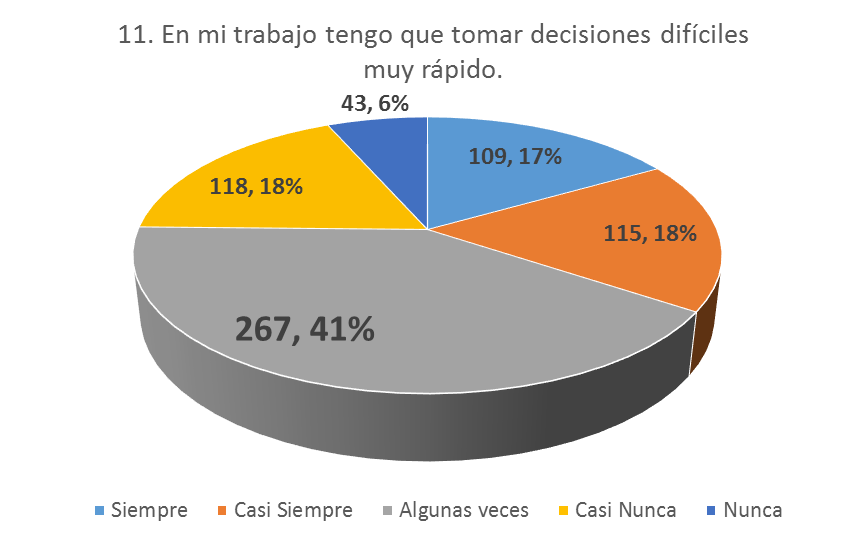 11. En mi trabajo tengo que tomar decisiones difíciles
muy rápido.
43, 6%
109, 17%
118, 18%
115, 18%
267, 41%
Siempre Casi Siempre Algunas veces Casi Nunca Nunca